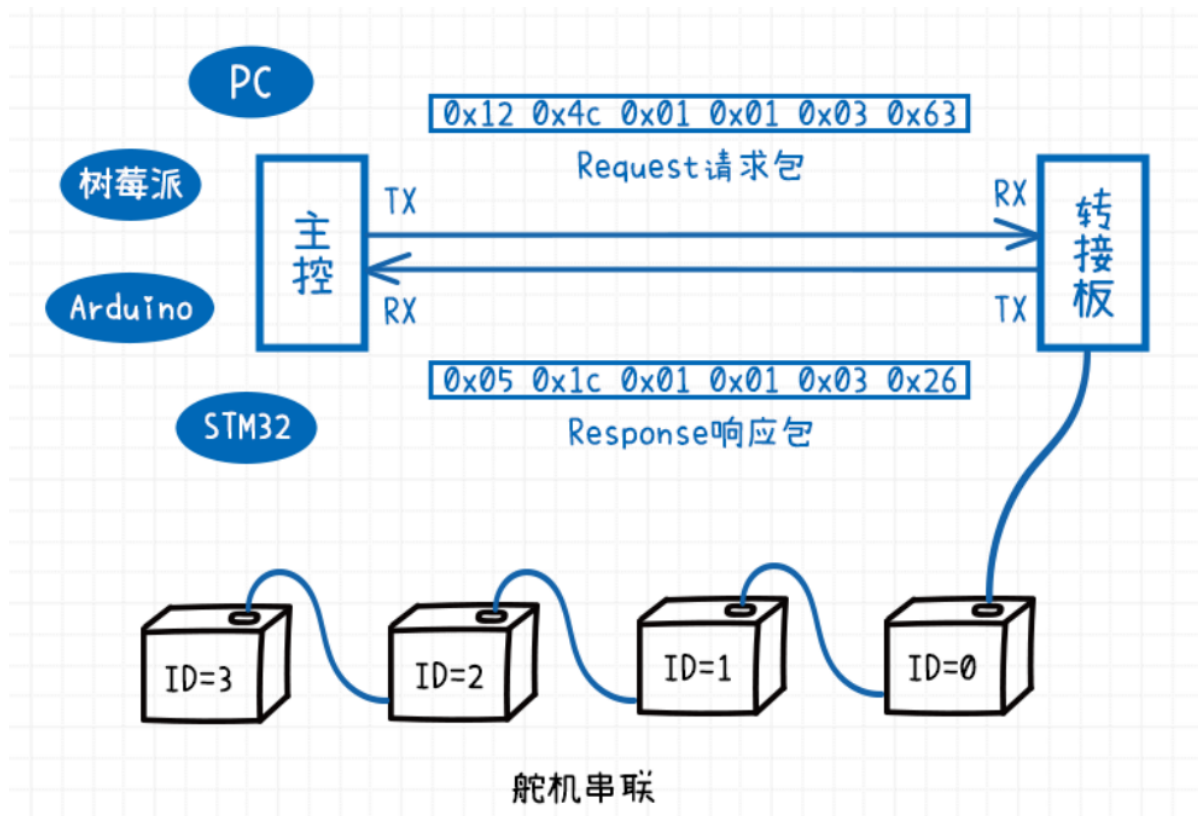 PC
0x12 0x4c 0x01 0x01 0x03 0x63
Request请求包
树莓派
TX
RX
主控
转接板
Arduino
RX
TX
0x05 0x1c 0x01 0x01 0x03 0x26
STM32
Response响应包
ID=3
ID=2
ID=1
ID=0
舵机串联